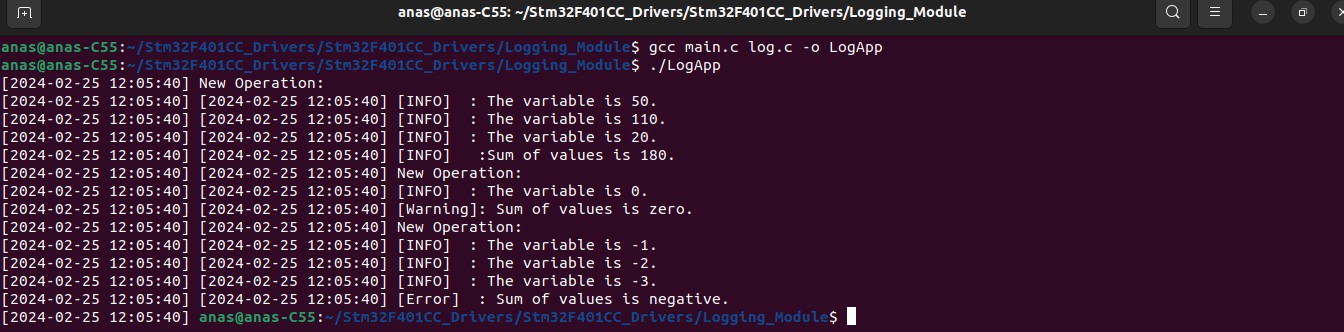 anas@anas-C55: ~/Stm32F401CC_Drivers/Stm32F401CC_Drivers/Logging_Module
anas@anas-C55:~/Stm32F401CC_Drivers/Stm32F401CC_Drivers/Logging_Module$ gcc main.c log.c -o LogApp
anas@anas-C55:~/Stm32F401CC_Drivers/Stm32F401CC_Drivers/Logging_Module$ ./LogApp
[2024-02-25 12:05:40] New Operation:
[2024-02-25 12:05:40] [2024-02-25 12:05:40] [INFO]  : The variable is 50.
[2024-02-25 12:05:40] [2024-02-25 12:05:40] [INFO]  : The variable is 110.
[2024-02-25 12:05:40] [2024-02-25 12:05:40] [INFO]  : The variable is 20.
[2024-02-25 12:05:40] [2024-02-25 12:05:40] [INFO]   :Sum of values is 180.
[2024-02-25 12:05:40] [2024-02-25 12:05:40] New Operation:
[2024-02-25 12:05:40] [2024-02-25 12:05:40] [INFO]  : The variable is 0.
[2024-02-25 12:05:40] [2024-02-25 12:05:40] [Warning]: Sum of values is zero.
[2024-02-25 12:05:40] [2024-02-25 12:05:40] New Operation:
[2024-02-25 12:05:40] [2024-02-25 12:05:40] [INFO]  : The variable is -1.
[2024-02-25 12:05:40] [2024-02-25 12:05:40] [INFO]  : The variable is -2.
[2024-02-25 12:05:40] [2024-02-25 12:05:40] [INFO]  : The variable is -3.
[2024-02-25 12:05:40] [2024-02-25 12:05:40] [Error]  : Sum of values is negative.
[2024-02-25 12:05:40] anas@anas-C55:~/Stm32F401CC_Drivers/Stm32F401CC_Drivers/Logging_Module$